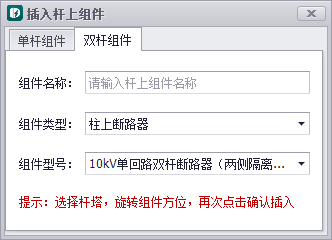 插入杆上组件
单杆组件 双杆组件
组件名称: 请输入杆上组件名称
组件类型: 柱上断路器
组件型号: 10kV单回路双杆断路器（两侧隔离...
提示：选择杆塔，旋转组件方位，再次点击确认插入